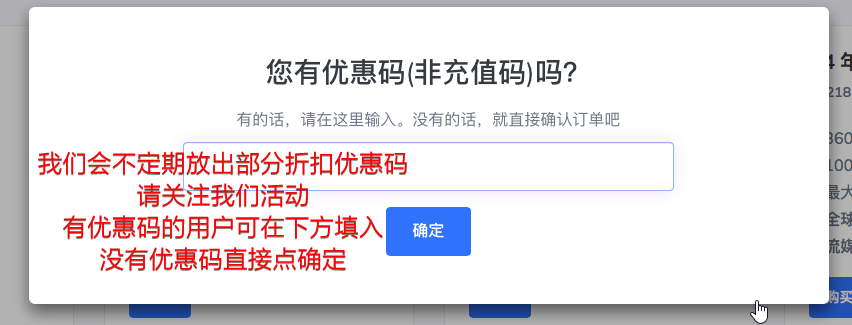 您有优惠码(非充值码)吗?
有的话，请在这里输入。没有的话，就直接确认订单吧
我们会不定期放出部分折扣优惠码
请关注我们活动
有优惠码的用户可在下方填入
没有优惠码直接点确定
确定
4 年
218
360
100
最大
全球
流媒
购买